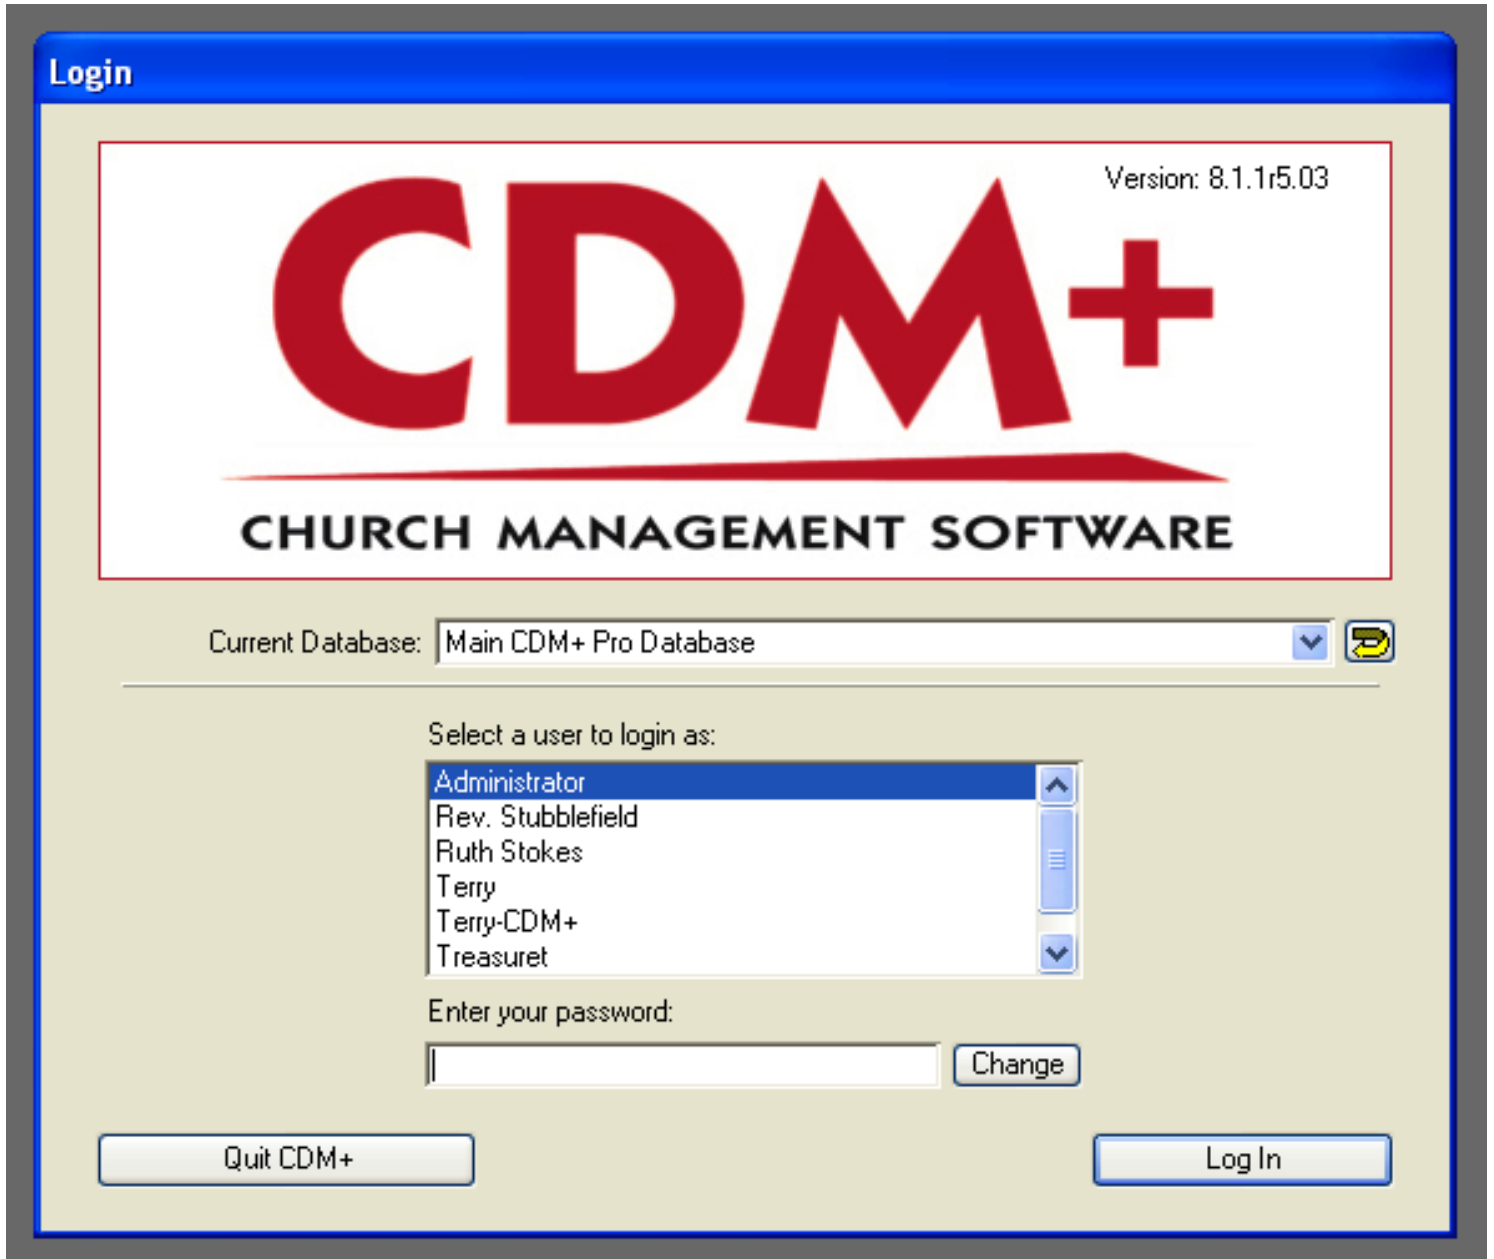 Login
Version: 8.1.1r5.03
CDM+
CHURCH MANAGEMENT SOFTWARE
Current Database: Main CDM+ Pro Database
Select a user to login as:
Administrator
Rev. Stubblefield
Ruth Stokes
Terry
Terry-CDM+
Treasuret
Enter your password:
Change
Quit CDM+ Log In